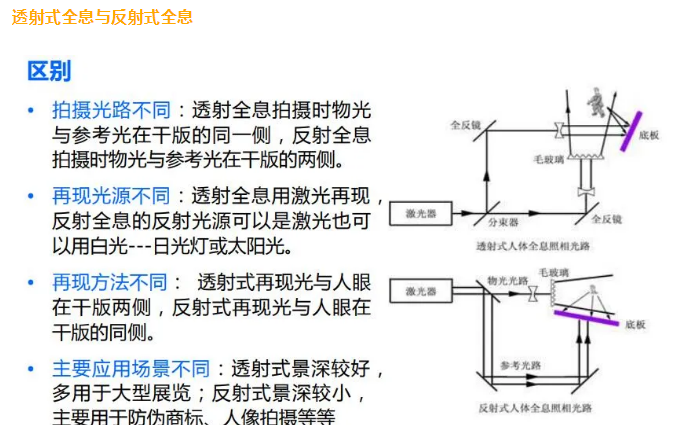 透射式全息与反射式全息
区别
• 拍摄光路不同：透射全息拍摄时物光
与参考光在干版的同一侧，反射全息
拍摄时物光与参考光在干版的两侧。
• 再现光源不同：透射全息用激光再现，
反射全息的反射光源可以是激光也可
以用白光---日光灯或太阳光。
• 再现方法不同： 透射式再现光与人眼
在干版两侧，反射式再现光与人眼在
干版的同侧。
• 主要应用场景不同：透射式景深较好，
多用于大型展览；反射式景深较小，
主要用于防伪商标、人像拍摄等等
全反镜
底板
毛玻璃
激光器
分束器
全反镜
透射式人体全息照相光路
毛玻璃
物光光路
激光器
底板
参考光路
反射式人体全息照相光路